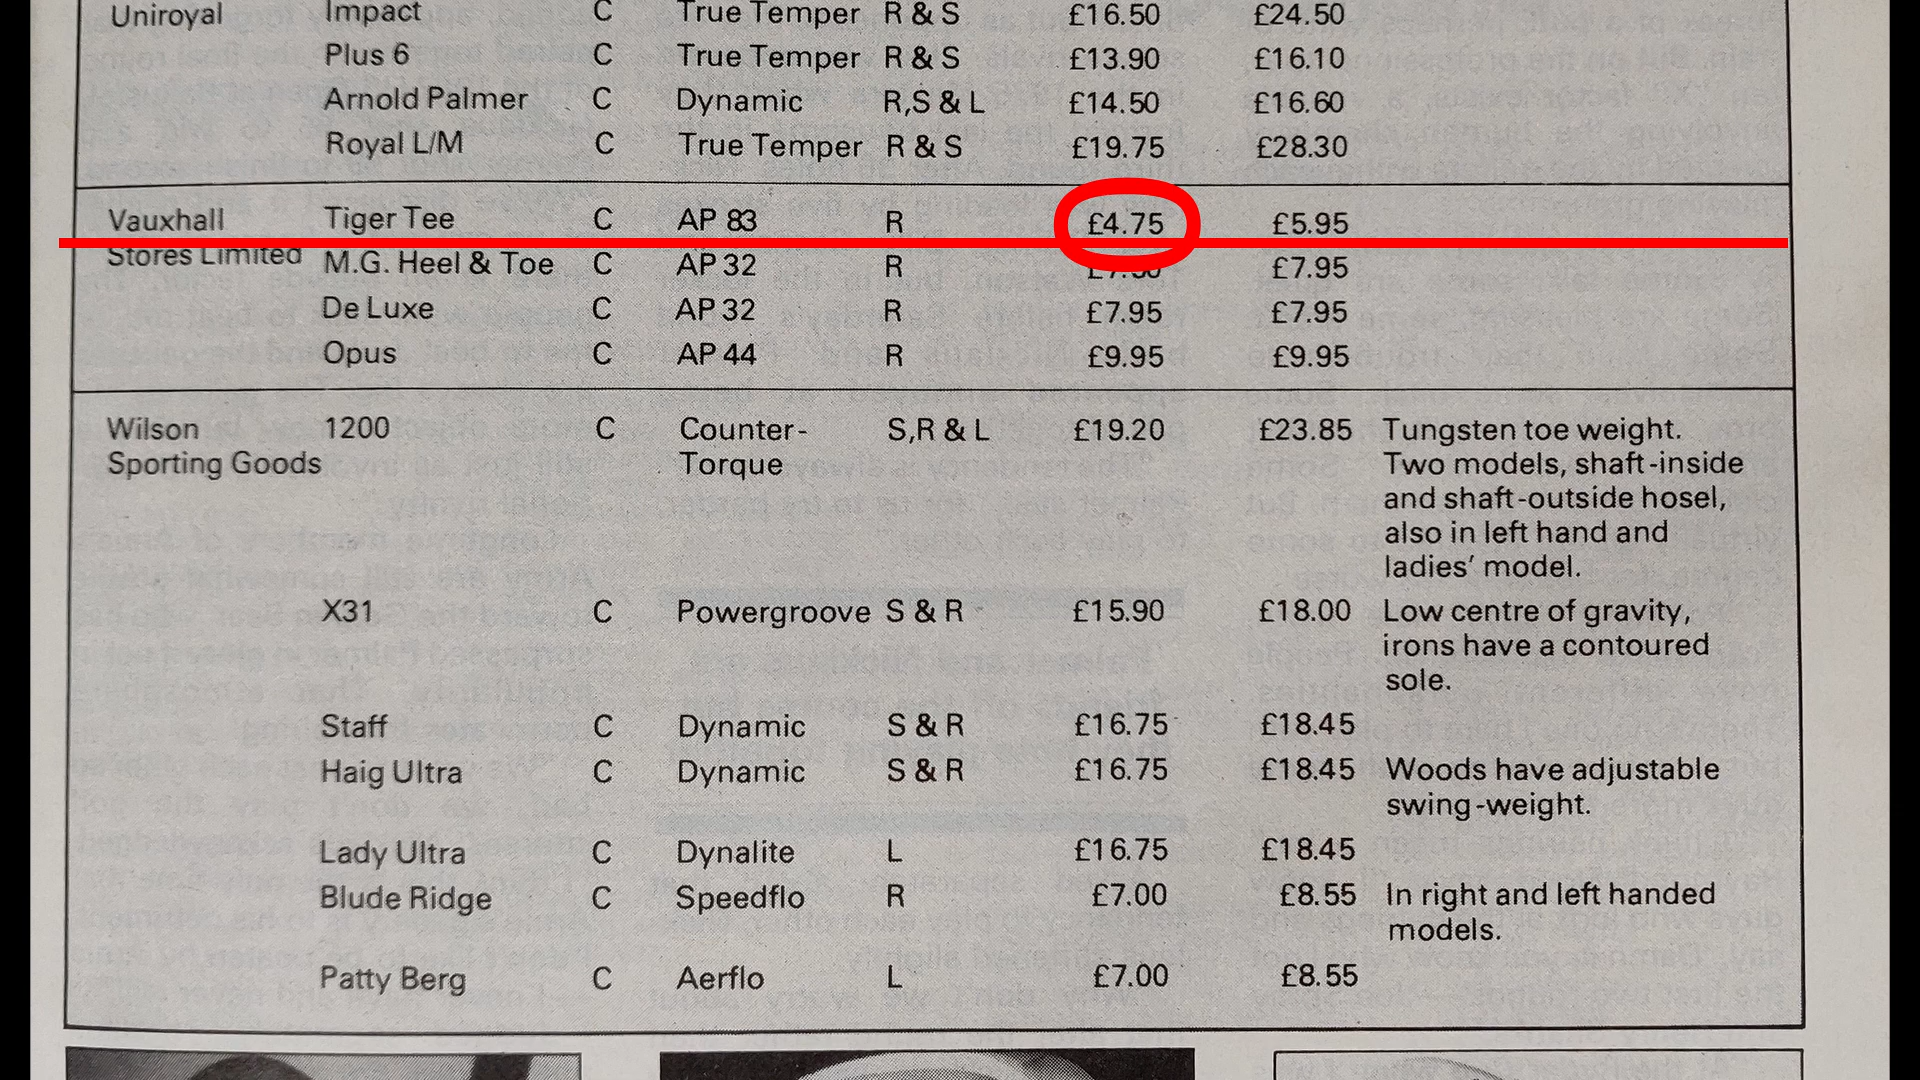 Uniroyal Impact C True Temper R & S £16.50 £24.50
Plus 6 C True Temper R & S £13.90 £16.10
Arnold Palmer C Dynamic R,S & L £14.50 £16.60
Royal L/M C True Temper R & S £19.75 £28.30
Vauxhall Tiger Tee C AP 83 R £4.75 £5.95
Stores Limited M.G. Heel & Toe C AP 32 R £7.95
De Luxe C AP 32 R £7.95 £7.95
Opus C AP 44 R £9.95 £9.95
Wilson 1200 C Counter- S,R & L £19.20 £23.85 Tungsten toe weight.
Sporting Goods Torque Two models, shaft-inside
and shaft-outside hosel,
also in left hand and
ladies' model.
X31 C Powergroove S & R £15.90 £18.00 Low centre of gravity,
irons have a contoured
sole.
Staff C Dynamic S & R £16.75 £18.45
Haig Ultra C Dynamic S & R £16.75 £18.45 Woods have adjustable
swing-weight.
Lady Ultra C Dynalite L £16.75 £18.45
Blude Ridge C Speedflo R £7.00 £8.55 In right and left handed
models.
Patty Berg C Aerflo L £7.00 £8.55